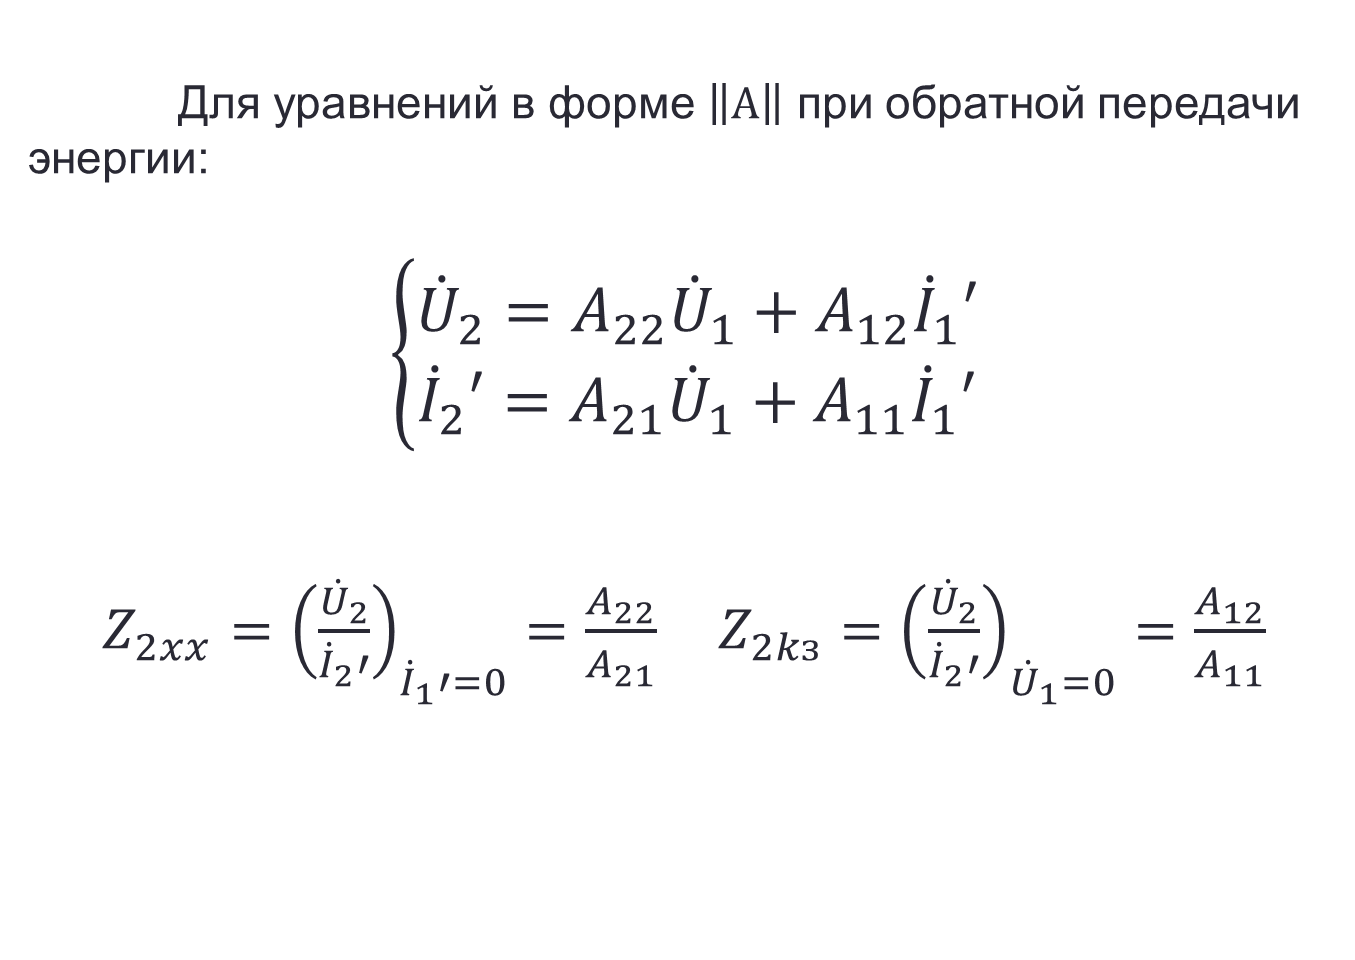 Для уравнений в форме ||A|| при обратной передачи
энергии:
U̇₂ = A₂₂U̇₁ + A₁₂İ₁′
İ₂′ = A₂₁U̇₁ + A₁₁İ₁′
Z₂xx = (U̇₂/İ₂′)İ₁′=0 = A₂₂/A₂₁ Z₂kз = (U̇₂/İ₂′)U̇₁=0 = A₁₂/A₁₁